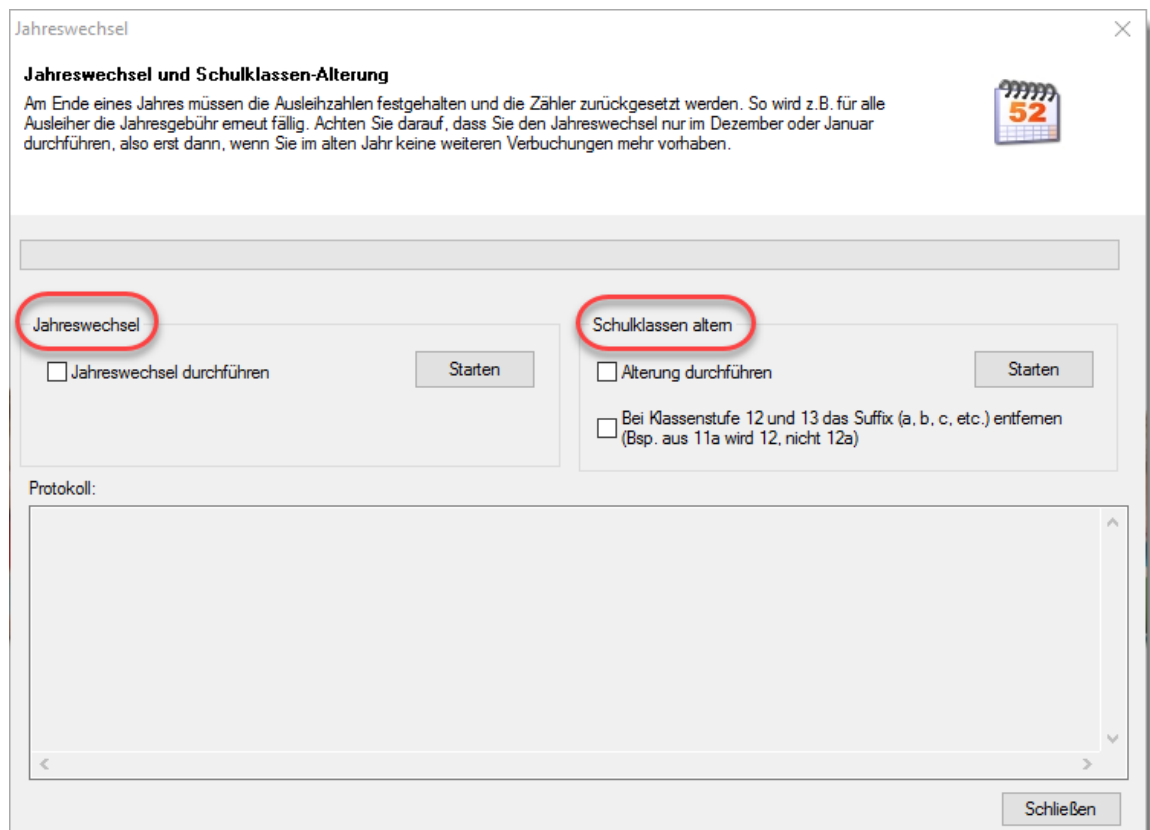 Jahreswechsel
Jahreswechsel und Schulklassen-Alterung
Am Ende eines Jahres müssen die Ausleihzahlen festgehalten und die Zähler zurückgesetzt werden. So wird z.B. für alle
Ausleiher die Jahresgebühr erneut fällig. Achten Sie darauf, dass Sie den Jahreswechsel nur im Dezember oder Januar
durchführen, also erst dann, wenn Sie im alten Jahr keine weiteren Verbuchungen mehr vorhaben.
52
Jahreswechsel
Jahreswechsel durchführen
Starten
Schulklassen altern
Alterung durchführen
Starten
Bei Klassenstufe 12 und 13 das Suffix (a, b, c, etc.) entfernen
(Bsp. aus 11a wird 12, nicht 12a)
Protokoll:
Schließen